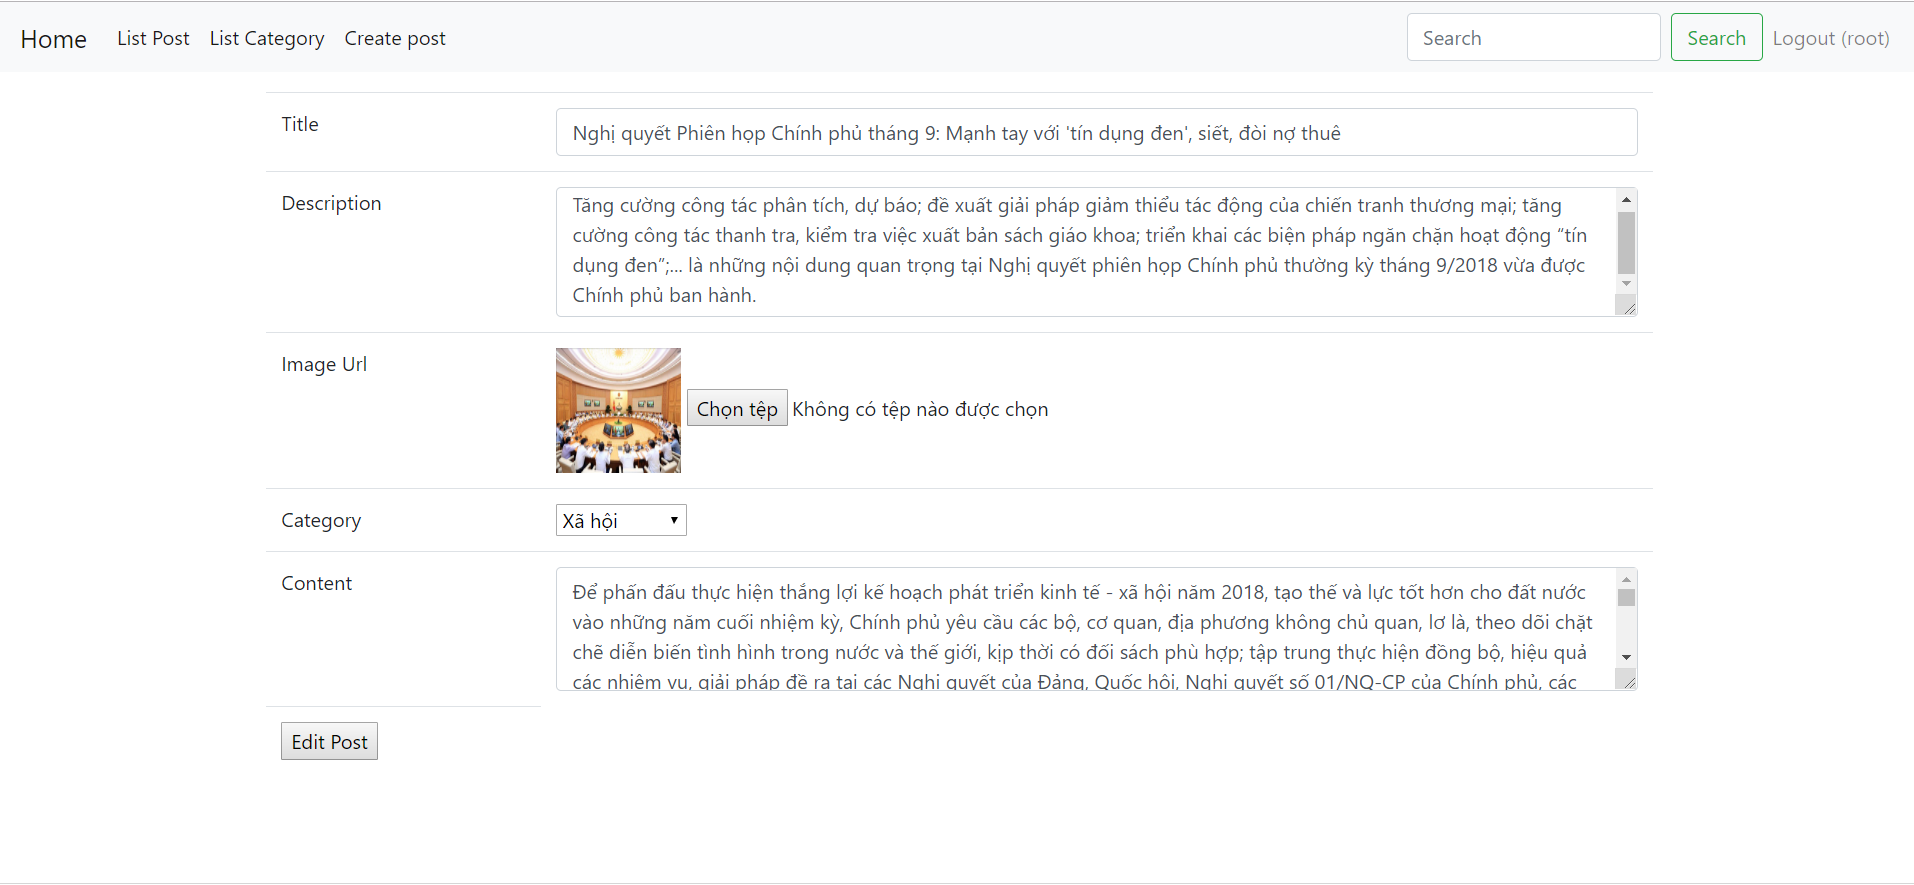 Home List Post List Category Create post Search Search Logout (root)
Title
Nghị quyết Phiên họp Chính phủ tháng 9: Mạnh tay với 'tín dụng đen', siết, đòi nợ thuê
Description
Tăng cường công tác phân tích, dự báo; đề xuất giải pháp giảm thiểu tác động của chiến tranh thương mại; tăng
cường công tác thanh tra, kiểm tra việc xuất bản sách giáo khoa; triển khai các biện pháp ngăn chặn hoạt động “tín
dụng đen”;... là những nội dung quan trọng tại Nghị quyết phiên họp Chính phủ thường kỳ tháng 9/2018 vừa được
Chính phủ ban hành.
Image Url
Chọn tệp Không có tệp nào được chọn
Category
Xã hội
Content
Để phấn đấu thực hiện thắng lợi kế hoạch phát triển kinh tế - xã hội năm 2018, tạo thế và lực tốt hơn cho đất nước
vào những năm cuối nhiệm kỳ, Chính phủ yêu cầu các bộ, cơ quan, địa phương không chủ quan, lơ là, theo dõi chặt
chẽ diễn biến tình hình trong nước và thế giới, kịp thời có đối sách phù hợp; tập trung thực hiện đồng bộ, hiệu quả
các nhiệm vụ, giải pháp đề ra tại các Nghị quyết của Đảng, Quốc hội, Nghị quyết số 01/NQ-CP của Chính phủ, các
Edit Post